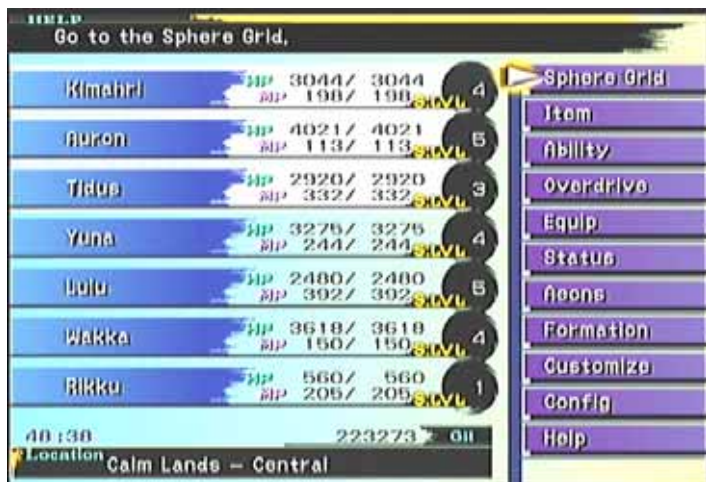 HELP
Go to the Sphere Grid.
Kimahri HP 3044/ 3044
MP 198/ 198 S.LVL 4
Auron HP 4021/ 4021
MP 113/ 113 S.LVL 5
Tidus HP 2920/ 2920
MP 332/ 332 S.LVL 3
Yuna HP 3276/ 3276
MP 244/ 244 S.LVL 4
Lulu HP 2480/ 2480
MP 392/ 392 S.LVL 5
Wakka HP 3618/ 3618
MP 150/ 150 S.LVL 4
Rikku HP 560/ 560
MP 205/ 205 S.LVL 1
48:38 223273 Gil
Location
Calm Lands – Central
Sphere Grid
Item
Ability
Overdrive
Equip
Status
Aeons
Formation
Customize
Config
Help